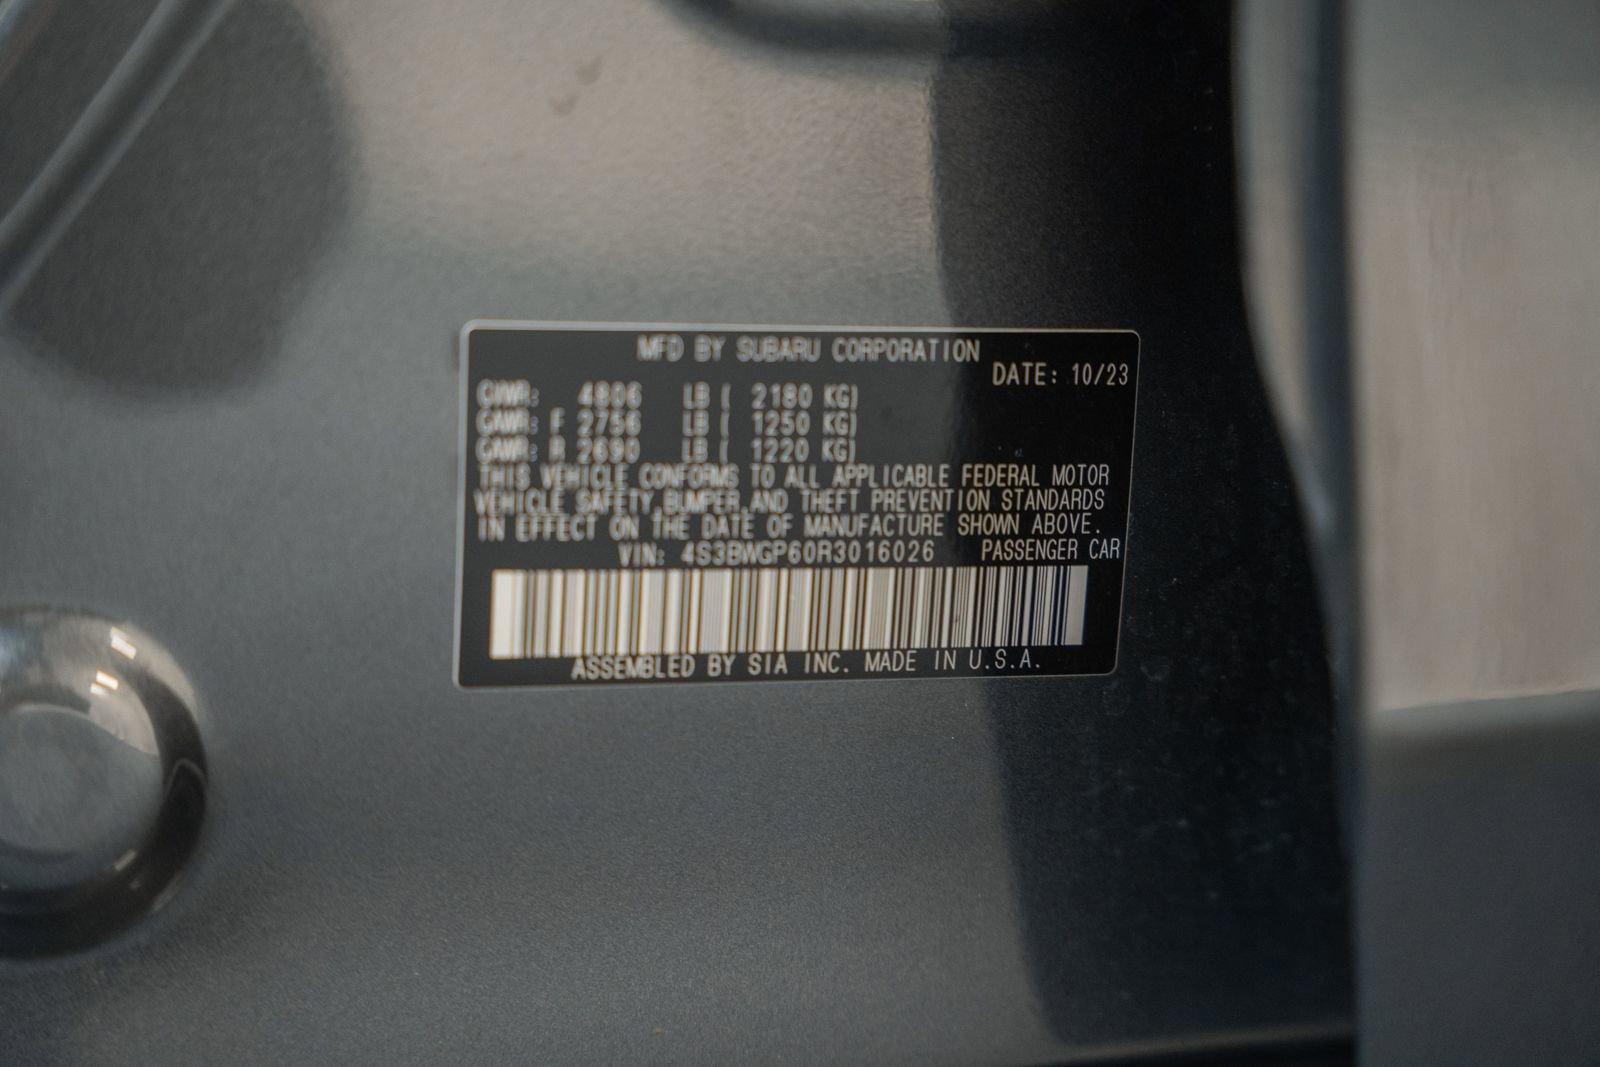 MFD BY SUBARU CORPORATION
DATE: 10/23
GVWR: 4806 LB ( 2180 KG)
GAWR: F 2756 LB ( 1250 KG)
GAWR: R 2690 LB ( 1220 KG)
THIS VEHICLE CONFORMS TO ALL APPLICABLE FEDERAL MOTOR
VEHICLE SAFETY,BUMPER,AND THEFT PREVENTION STANDARDS
IN EFFECT ON THE DATE OF MANUFACTURE SHOWN ABOVE.
VIN: 4S3BWGP60R3016026 PASSENGER CAR
ASSEMBLED BY SIA INC. MADE IN U.S.A.